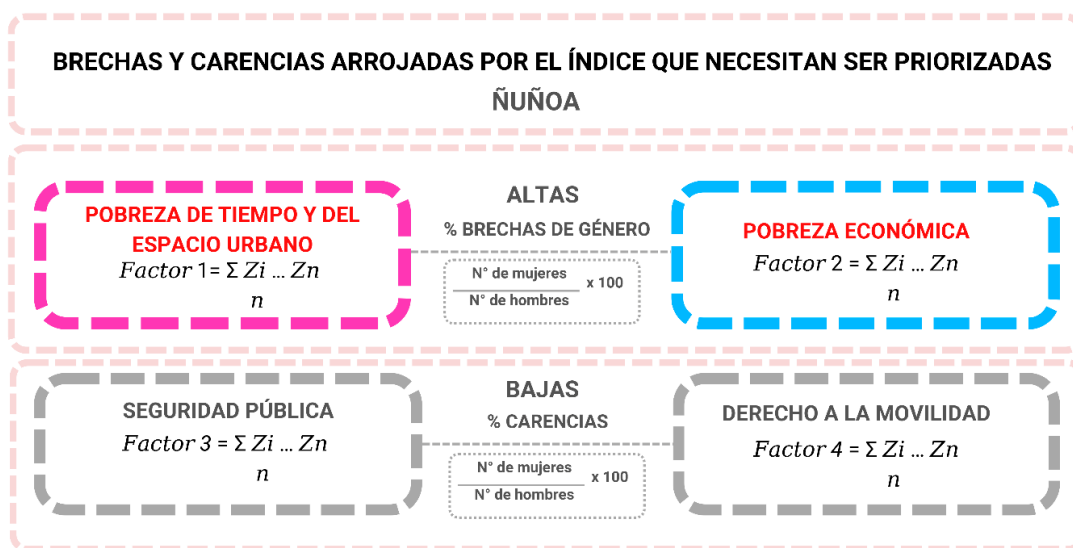 BRECHAS Y CARENCIAS ARROJADAS POR EL ÍNDICE QUE NECESITAN SER PRIORIZADAS
ÑUÑOA
POBREZA DE TIEMPO Y DEL
ESPACIO URBANO
Factor 1 = Σ Zi ... Zn
n
ALTAS
% BRECHAS DE GÉNERO
N° de mujeres
N° de hombres
x 100
POBREZA ECONÓMICA
Factor 2 = Σ Zi ... Zn
n
SEGURIDAD PÚBLICA
Factor 3 = Σ Zi ... Zn
n
BAJAS
% CARENCIAS
N° de mujeres
N° de hombres
x 100
DERECHO A LA MOVILIDAD
Factor 4 = Σ Zi ... Zn
n